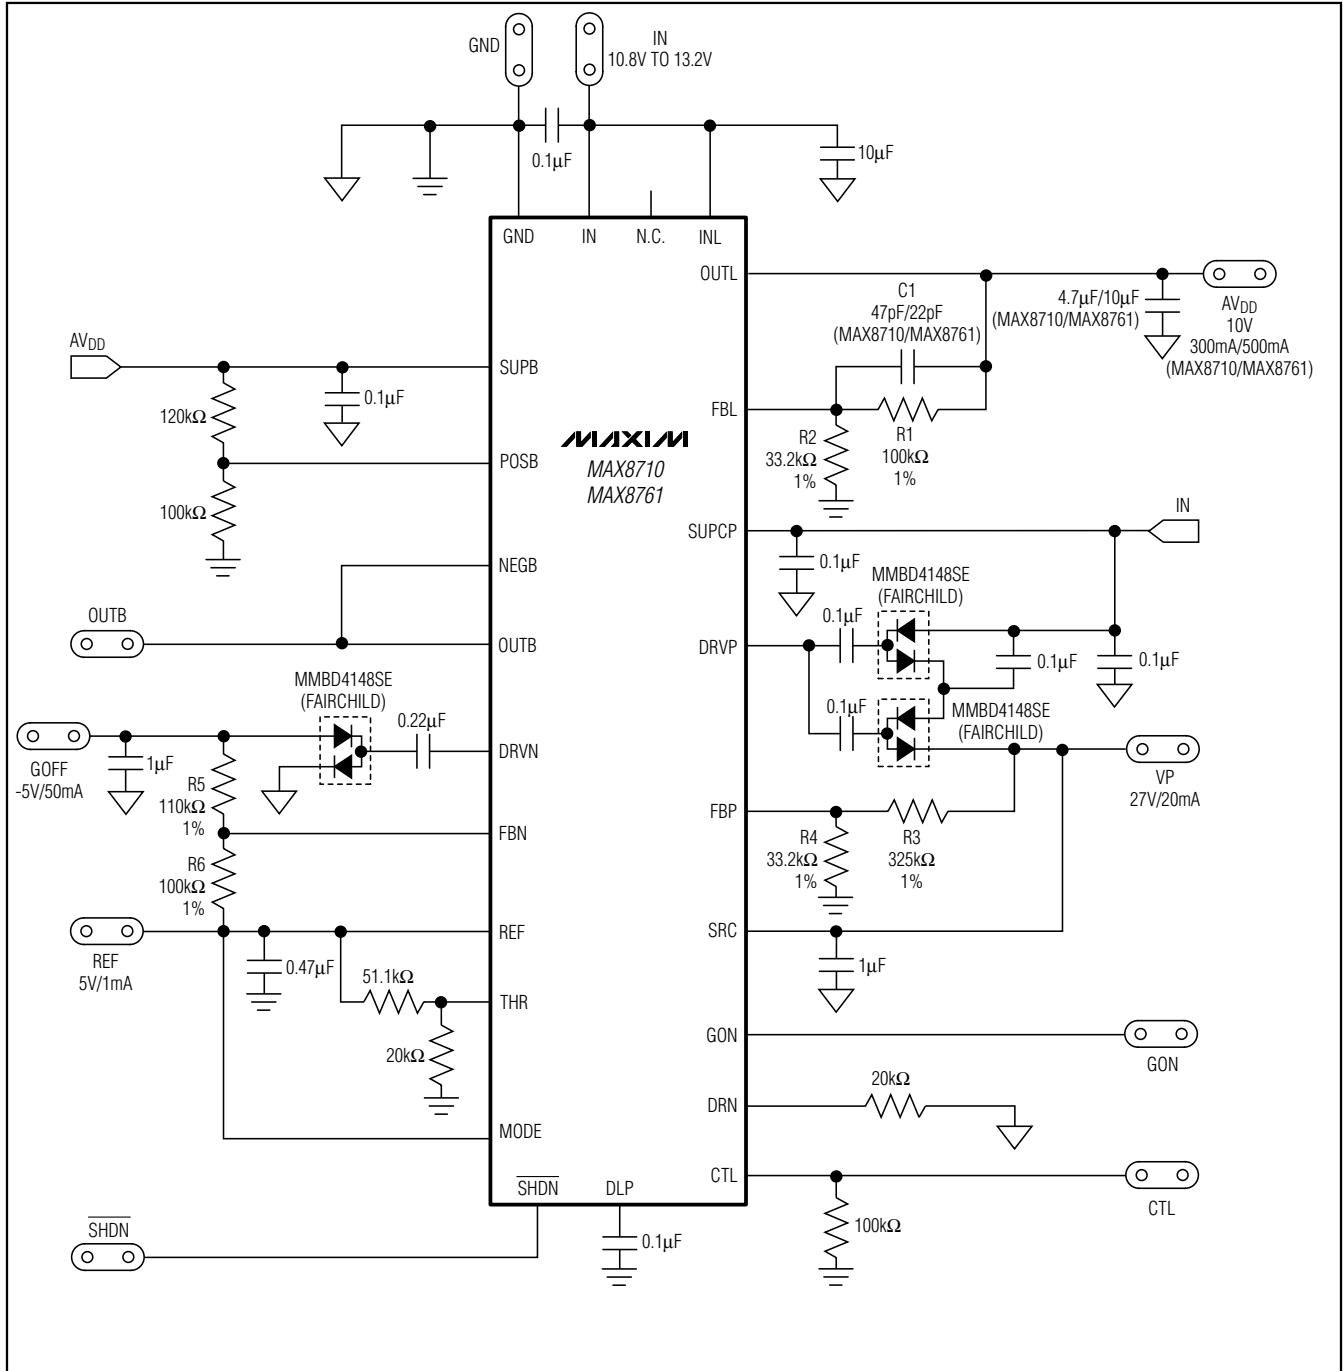 GND
IN
10.8V TO 13.2V
0.1µF
10µF
GND
IN
N.C.
INL
OUTL
C1
47pF/22pF
(MAX8710/MAX8761)
4.7µF/10µF
(MAX8710/MAX8761)
AVDD
10V
300mA/500mA
(MAX8710/MAX8761)
AVDD
SUPB
0.1µF
120kΩ
FBL
R2
33.2kΩ
1%
R1
100kΩ
1%
MAXIM
MAX8710
MAX8761
POSB
100kΩ
SUPCP
IN
0.1µF
MMBD4148SE
(FAIRCHILD)
NEGB
OUTB
OUTB
DRVP
0.1µF
0.1µF
0.1µF
0.1µF
MMBD4148SE
(FAIRCHILD)
MMBD4148SE
(FAIRCHILD)
0.22µF
DRVN
GOFF
-5V/50mA
1µF
R5
110kΩ
1%
VP
27V/20mA
FBP
R4
33.2kΩ
1%
R3
325kΩ
1%
FBN
R6
100kΩ
1%
REF
5V/1mA
REF
0.47µF
SRC
1µF
51.1kΩ
THR
20kΩ
GON
GON
DRN
20kΩ
MODE
CTL
CTL
100kΩ
SHDN
DLP
SHDN
0.1µF